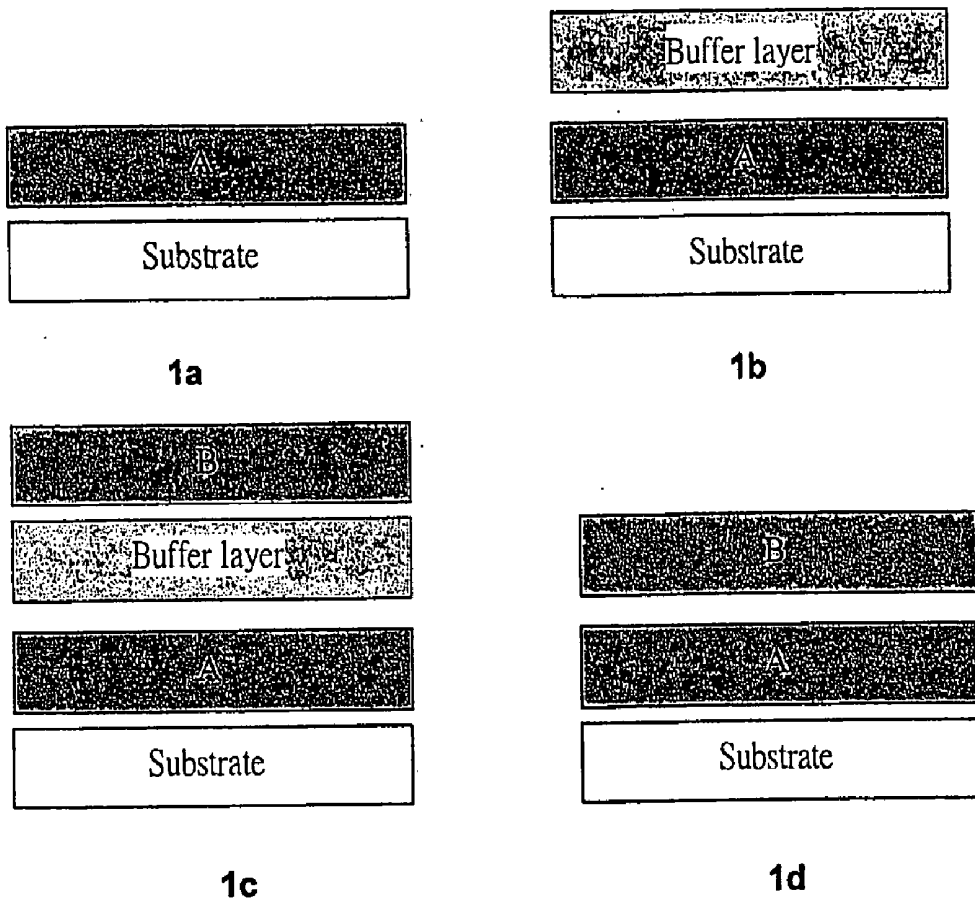 A
Substrate
1a
Buffer layer
A
Substrate
1b
B
Buffer layer
A
Substrate
1c
B
A
Substrate
1d